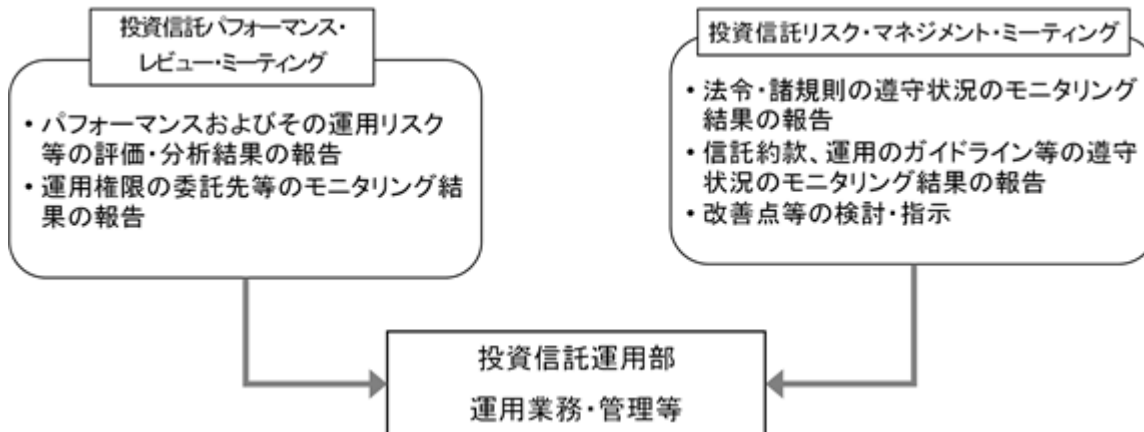 投資信託パフォーマンス・
レビュー・ミーティング
・パフォーマンスおよびその運用リスク
等の評価・分析結果の報告
・運用権限の委託先等のモニタリング結
果の報告
投資信託リスク・マネジメント・ミーティング
・法令・諸規則の遵守状況のモニタリング
結果の報告
・信託約款、運用のガイドライン等の遵守
状況のモニタリング結果の報告
・改善点等の検討・指示
投資信託運用部
運用業務・管理等